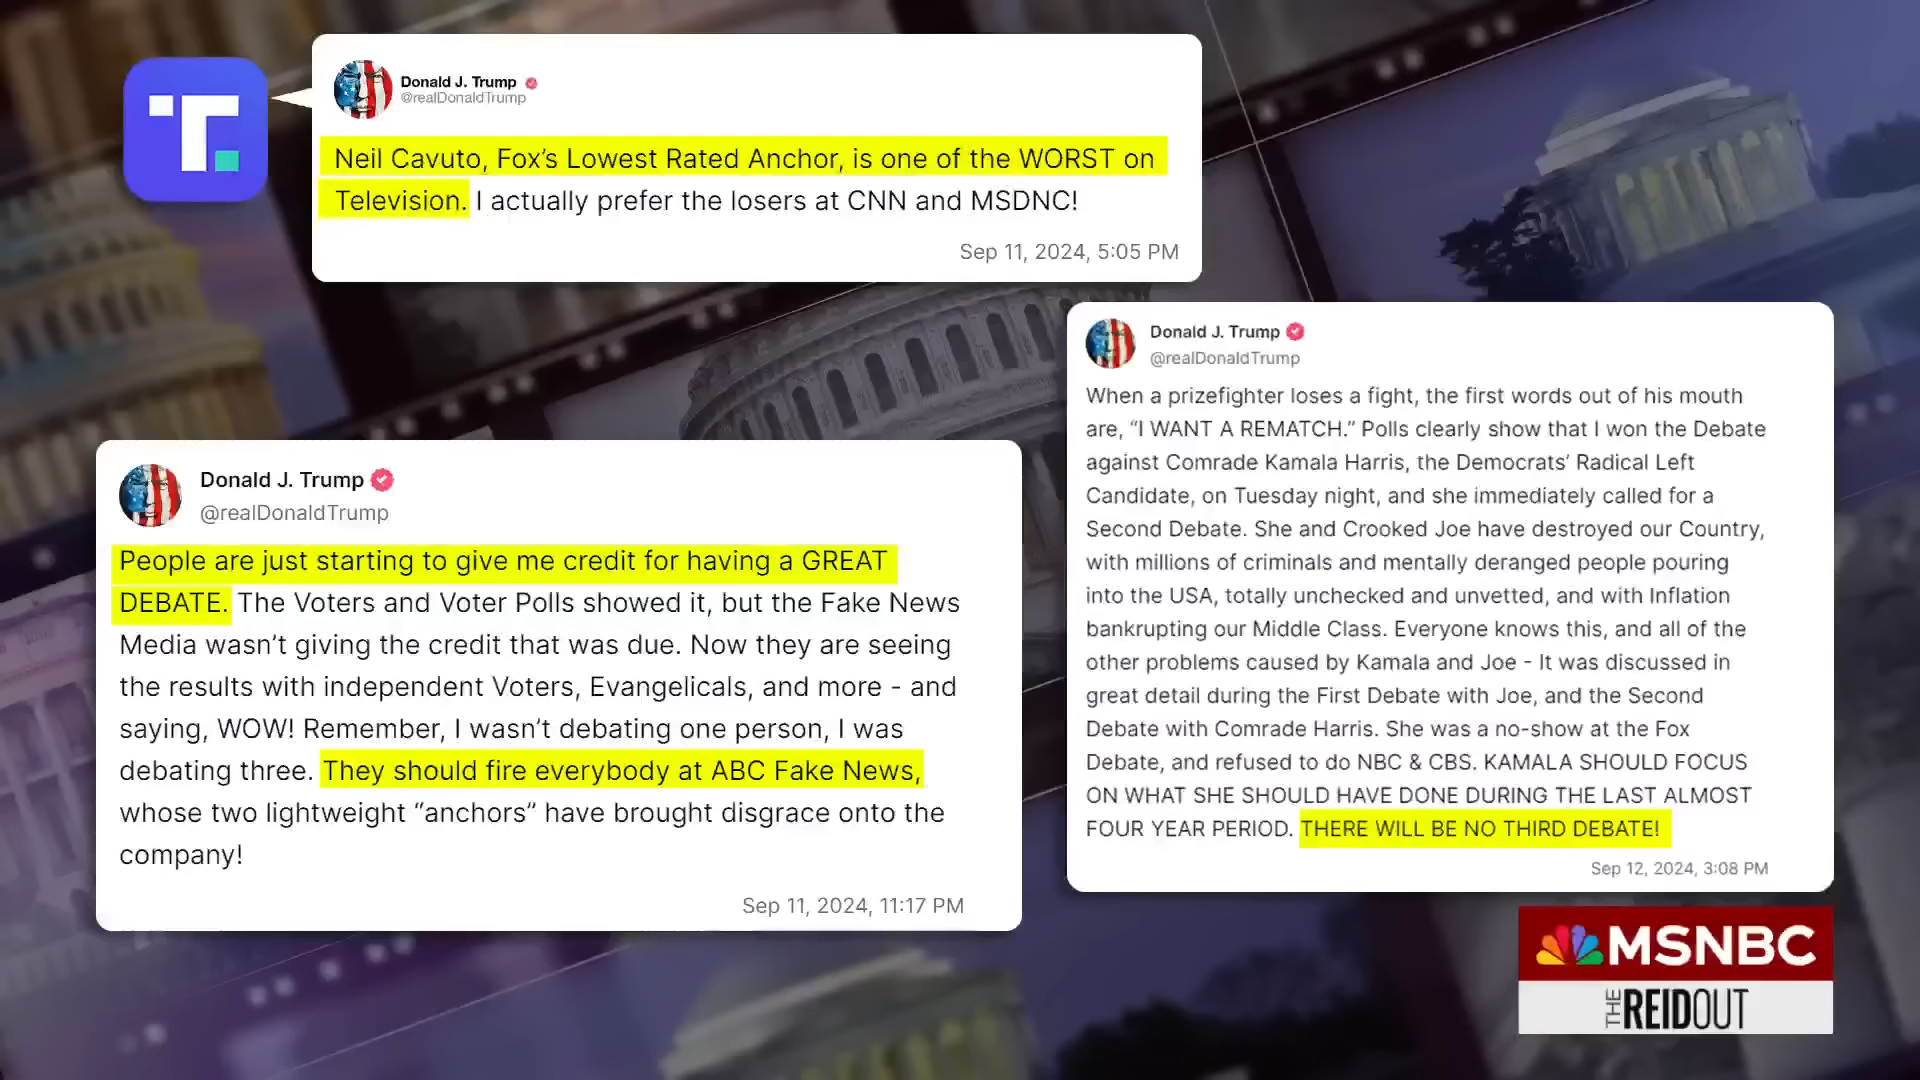 T.
Donald J. Trump
@realDonaldTrump
Neil Cavuto, Fox’s Lowest Rated Anchor, is one of the WORST on
Television. I actually prefer the losers at CNN and MSDNC!
Sep 11, 2024, 5:05 PM
Donald J. Trump
@realDonaldTrump
People are just starting to give me credit for having a GREAT
DEBATE. The Voters and Voter Polls showed it, but the Fake News
Media wasn’t giving the credit that was due. Now they are seeing
the results with independent Voters, Evangelicals, and more - and
saying, WOW! Remember, I wasn’t debating one person, I was
debating three. They should fire everybody at ABC Fake News,
whose two lightweight “anchors” have brought disgrace onto the
company!
Sep 11, 2024, 11:17 PM
Donald J. Trump
@realDonaldTrump
When a prizefighter loses a fight, the first words out of his mouth
are, “I WANT A REMATCH.” Polls clearly show that I won the Debate
against Comrade Kamala Harris, the Democrats’ Radical Left
Candidate, on Tuesday night, and she immediately called for a
Second Debate. She and Crooked Joe have destroyed our Country,
with millions of criminals and mentally deranged people pouring
into the USA, totally unchecked and unvetted, and with Inflation
bankrupting our Middle Class. Everyone knows this, and all of the
other problems caused by Kamala and Joe - It was discussed in
great detail during the First Debate with Joe, and the Second
Debate with Comrade Harris. She was a no-show at the Fox
Debate, and refused to do NBC & CBS. KAMALA SHOULD FOCUS
ON WHAT SHE SHOULD HAVE DONE DURING THE LAST ALMOST
FOUR YEAR PERIOD. THERE WILL BE NO THIRD DEBATE!
Sep 12, 2024, 3:08 PM
MSNBC
THE REIDOUT